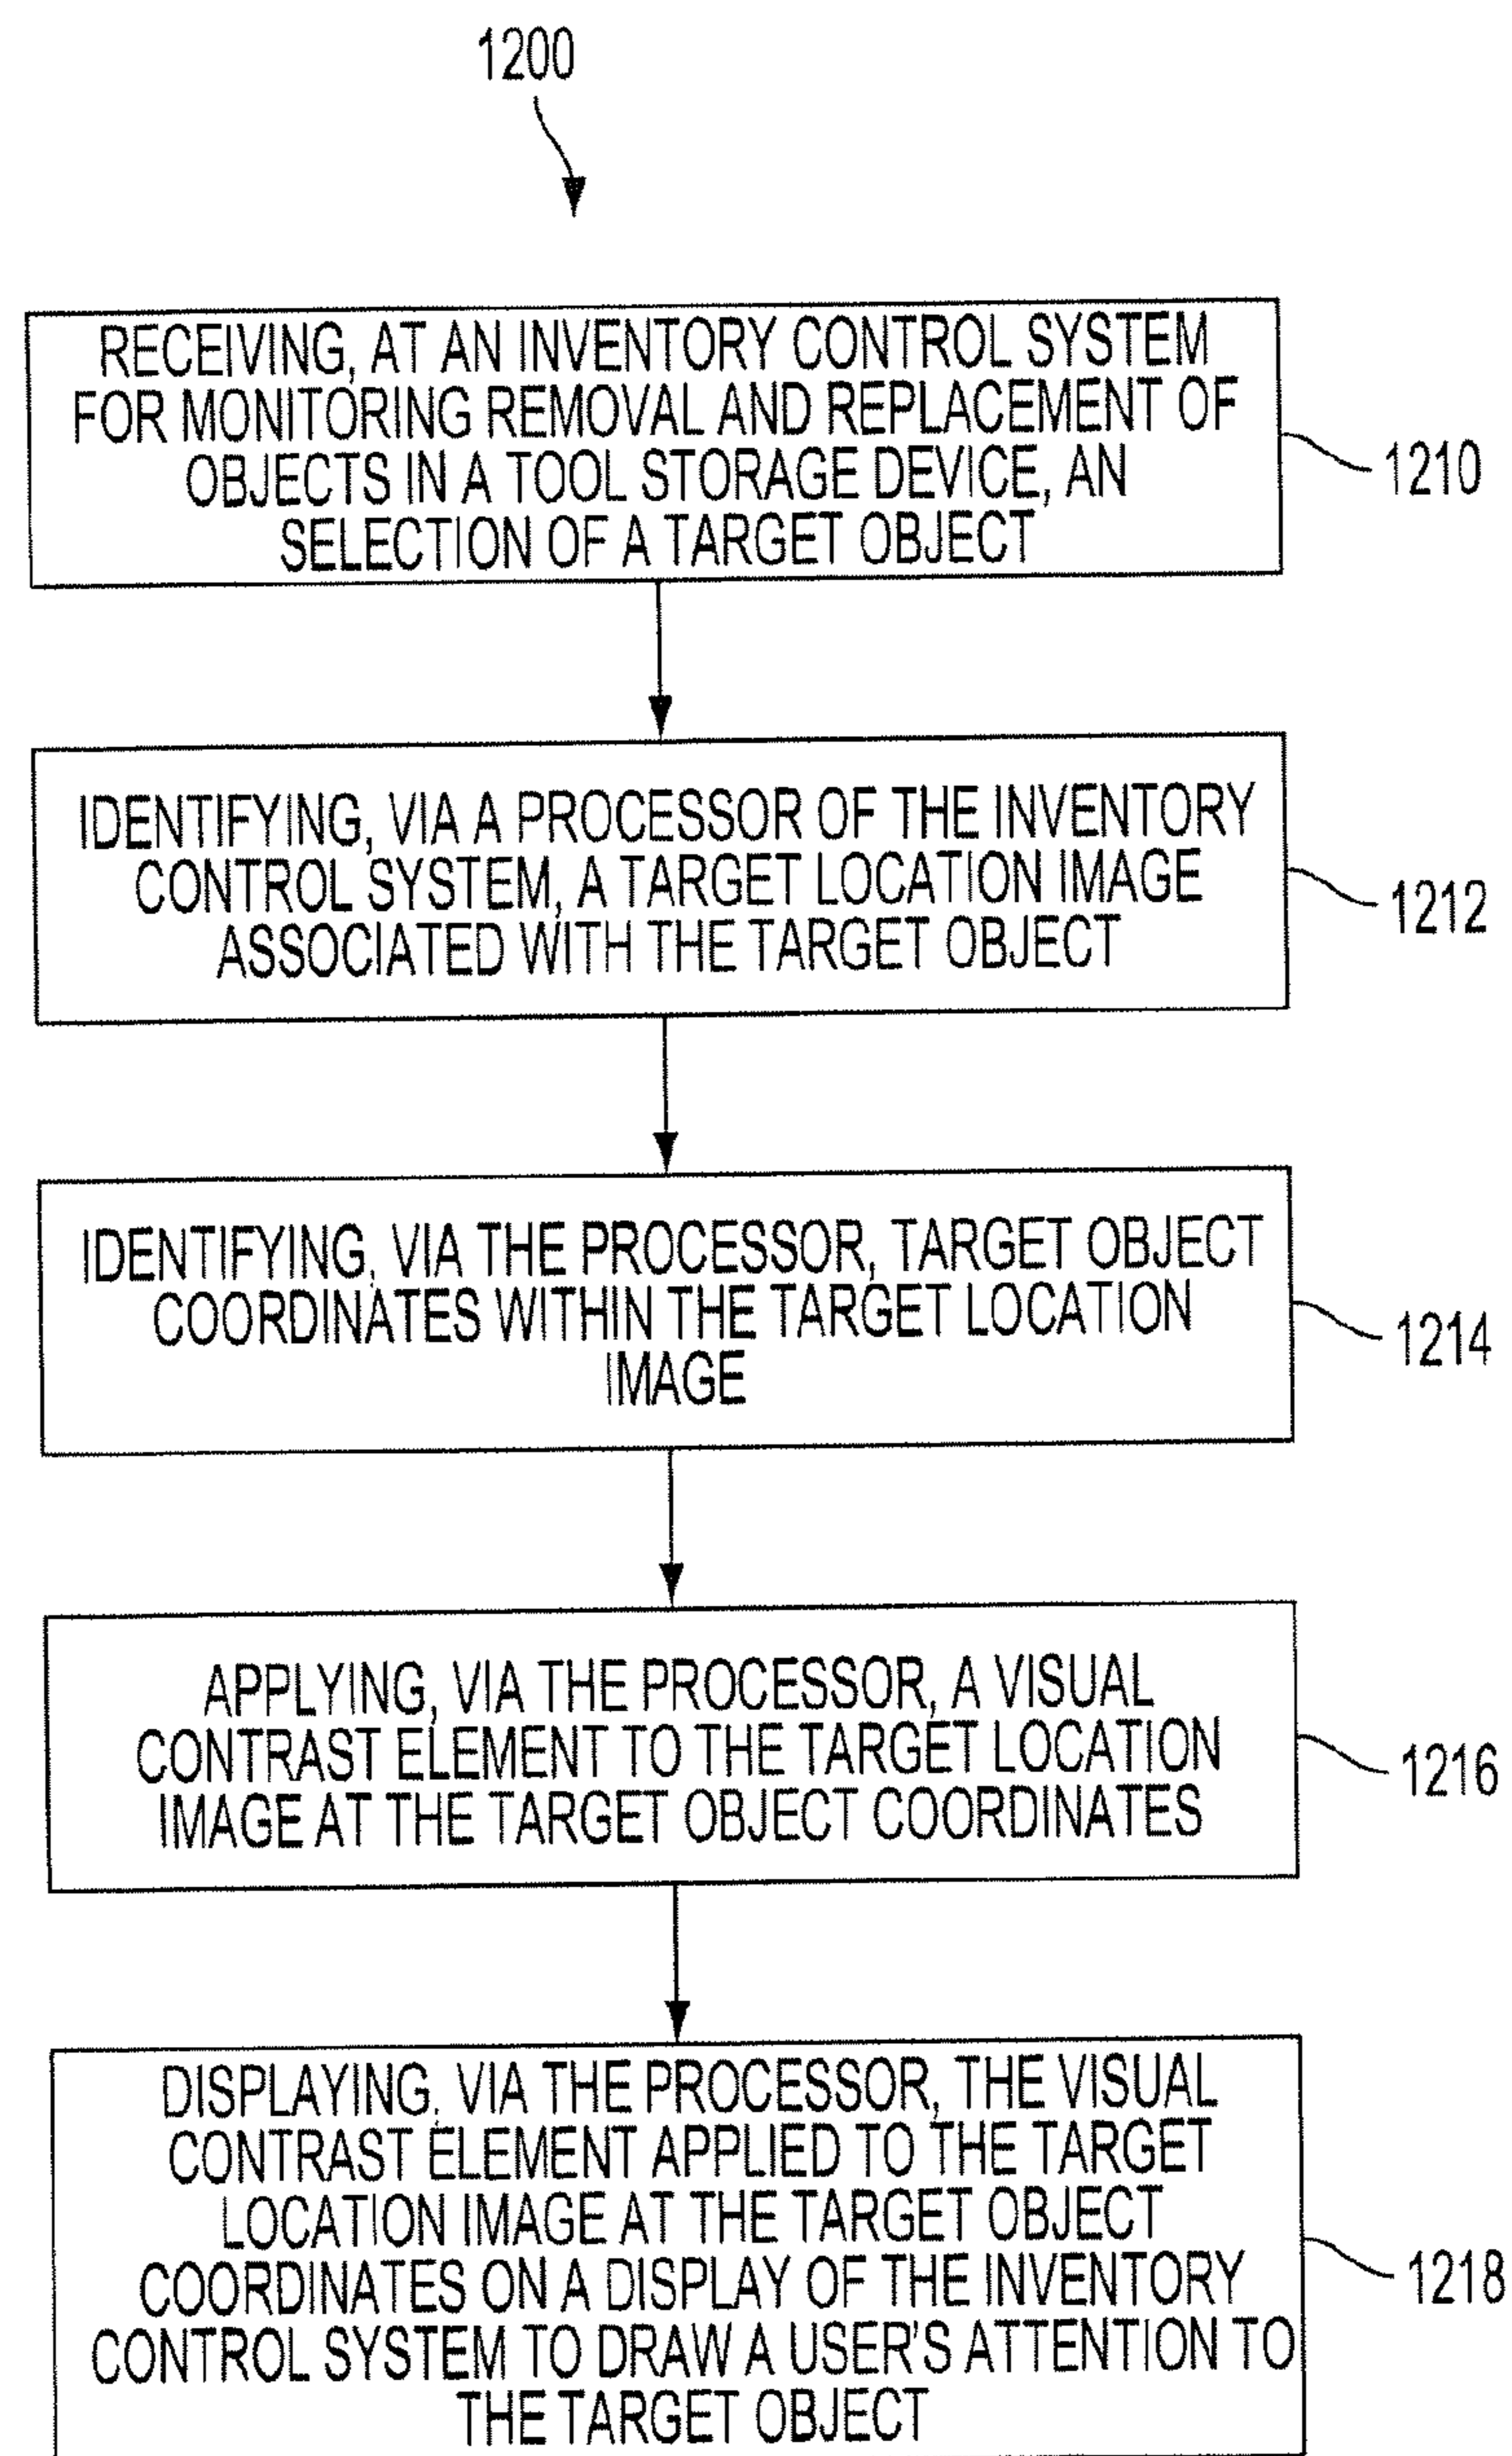 1200
RECEIVING, AT AN INVENTORY CONTROL SYSTEM
FOR MONITORING REMOVAL AND REPLACEMENT OF
OBJECTS IN A TOOL STORAGE DEVICE, AN
SELECTION OF A TARGET OBJECT
1210
IDENTIFYING, VIA A PROCESSOR OF THE INVENTORY
CONTROL SYSTEM, A TARGET LOCATION IMAGE
ASSOCIATED WITH THE TARGET OBJECT
1212
IDENTIFYING, VIA THE PROCESSOR, TARGET OBJECT
COORDINATES WITHIN THE TARGET LOCATION
IMAGE
1214
APPLYING, VIA THE PROCESSOR, A VISUAL
CONTRAST ELEMENT TO THE TARGET LOCATION
IMAGE AT THE TARGET OBJECT COORDINATES
1216
DISPLAYING, VIA THE PROCESSOR, THE VISUAL
CONTRAST ELEMENT APPLIED TO THE TARGET
LOCATION IMAGE AT THE TARGET OBJECT
COORDINATES ON A DISPLAY OF THE INVENTORY
CONTROL SYSTEM TO DRAW A USER'S ATTENTION TO
THE TARGET OBJECT
1218